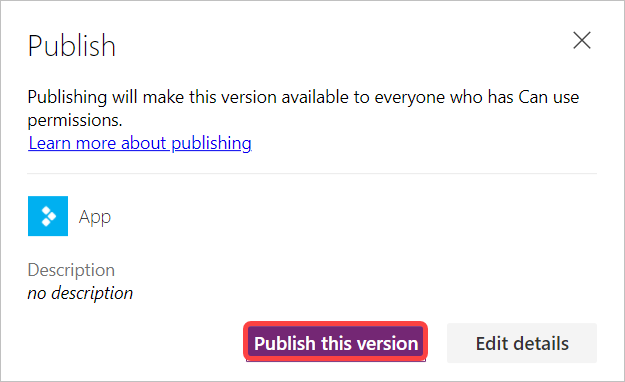 Publish
Publishing will make this version available to everyone who has Can use
permissions.
Learn more about publishing
App
Description
no description
Publish this version
Edit details